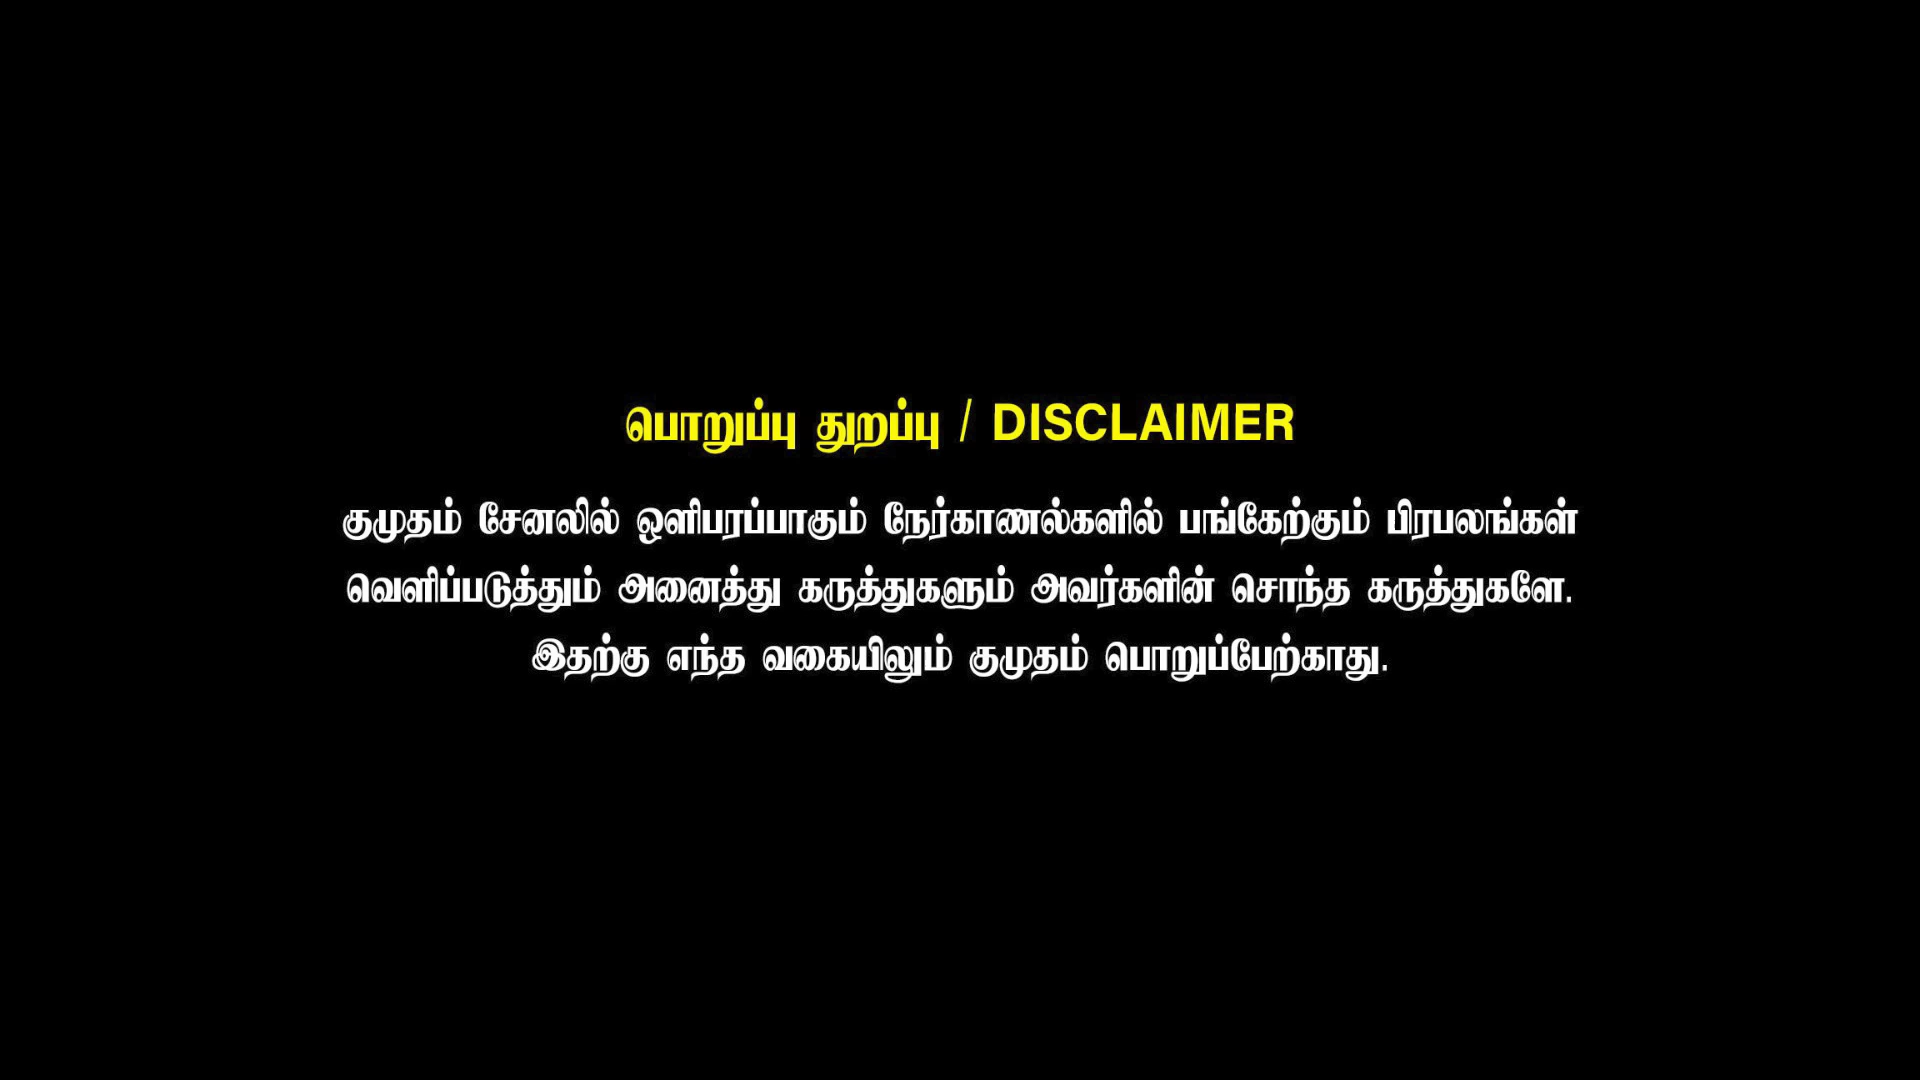 பொறுப்பு துறப்பு / DISCLAIMER
குமுதம் சேனலில் ஒளிபரப்பாகும் நேர்காணல்களில் பங்கேற்கும் பிரபலங்கள்
வெளிப்படுத்தும் அனைத்து கருத்துகளும் அவர்களின் சொந்த கருத்துகளே.
இதற்கு எந்த வகையிலும் குமுதம் பொறுப்பேற்காது.